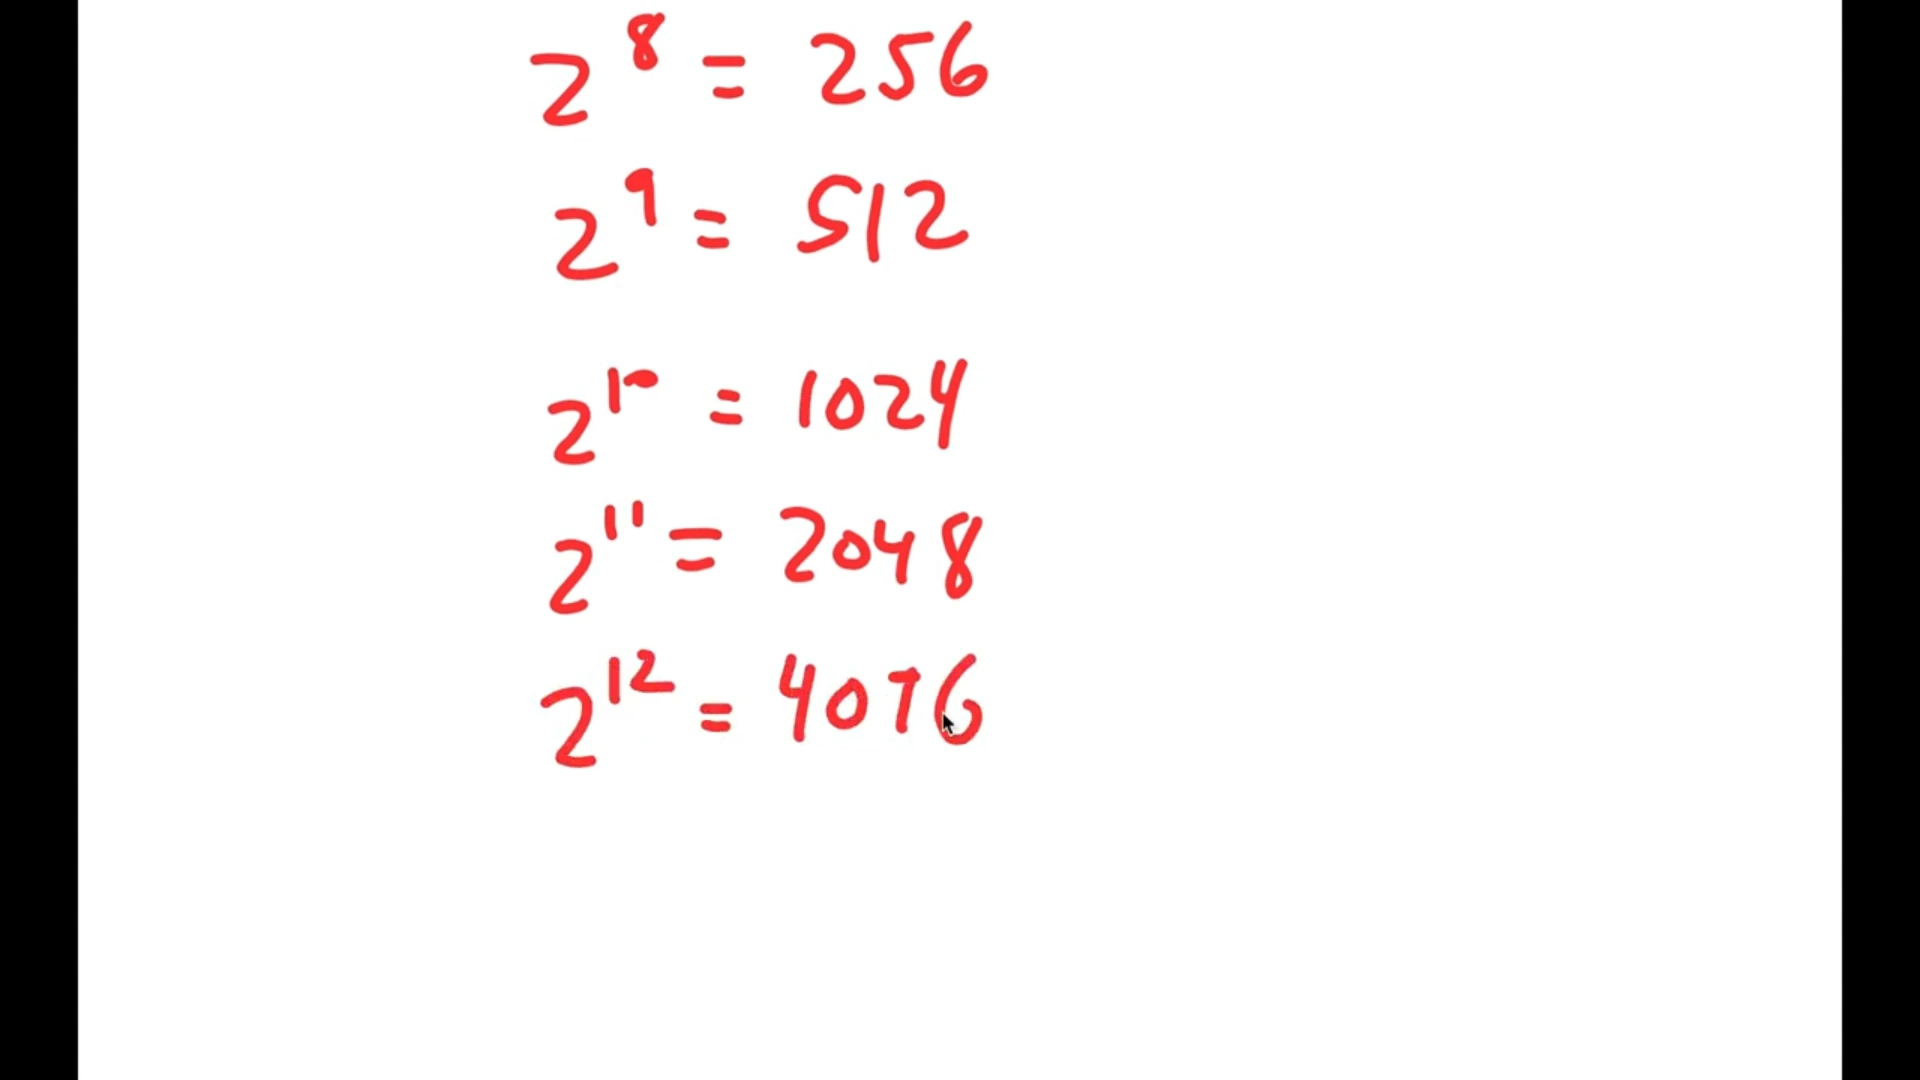 2⁸ = 256
2⁹ = 512
2¹⁰ = 1024
2¹¹ = 2048
2¹² = 4096